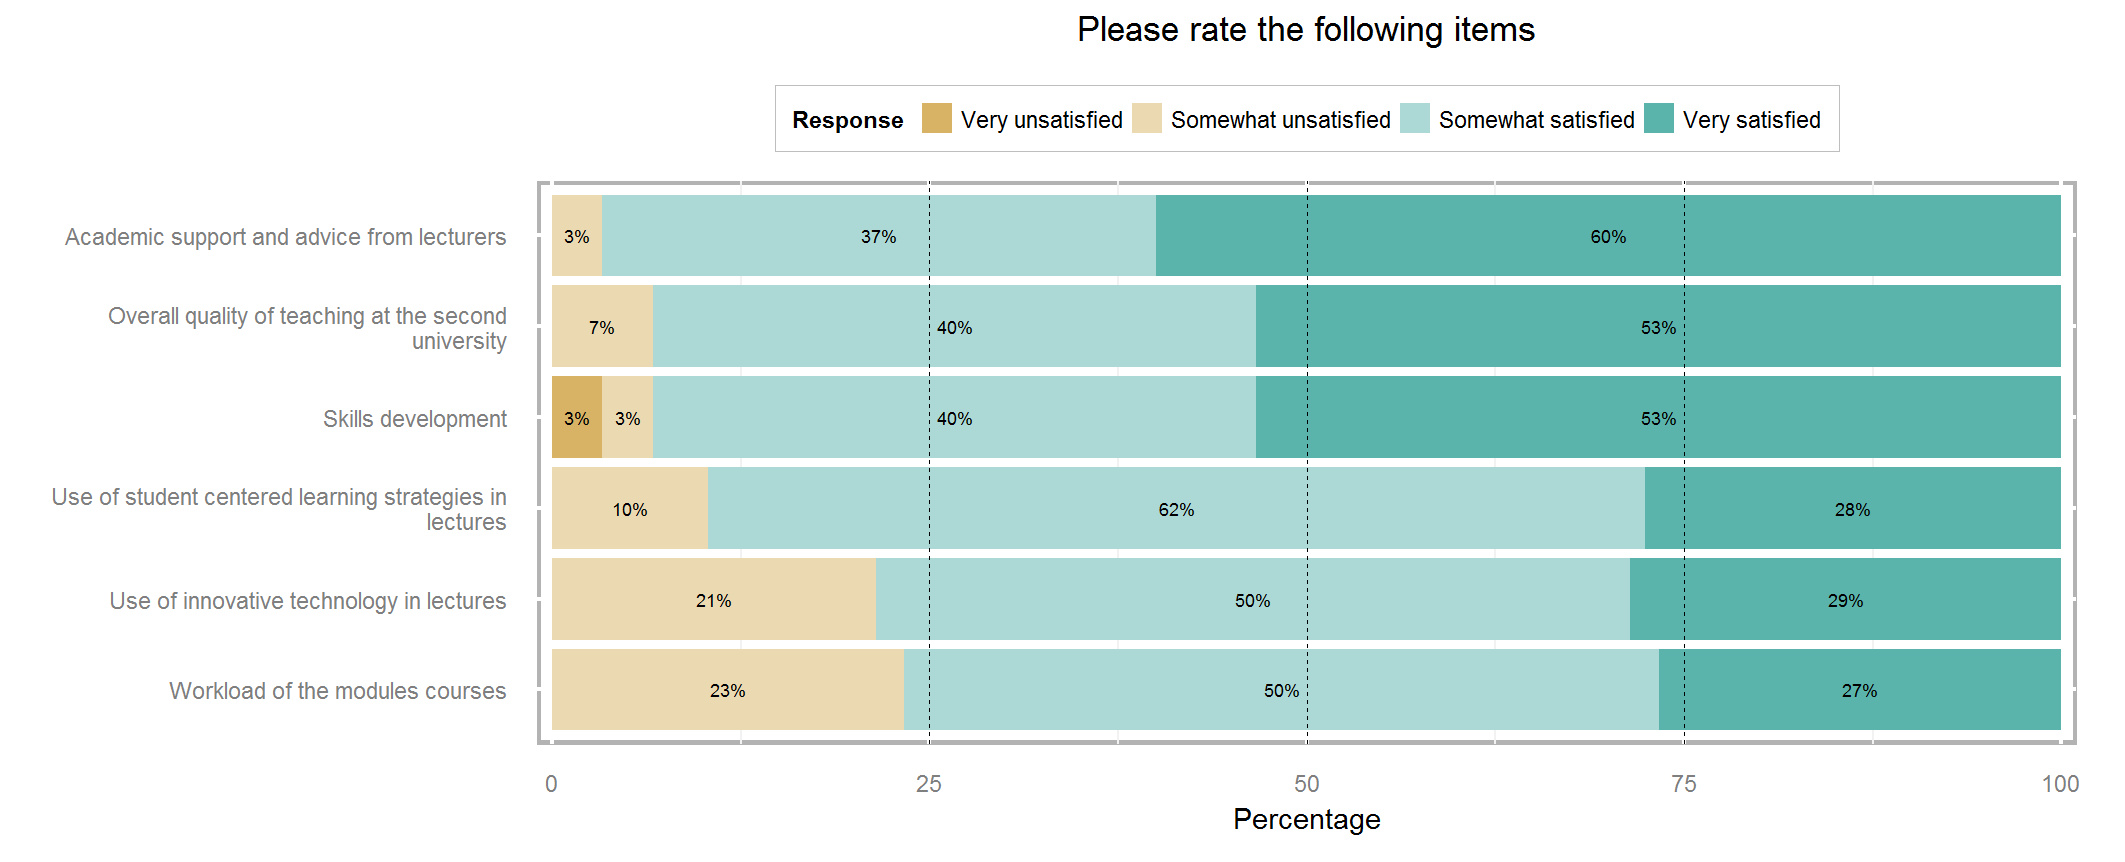 Please rate the following items
Response Very unsatisfied Somewhat unsatisfied Somewhat satisfied Very satisfied
Academic support and advice from lecturers 3% 37% 60%
Overall quality of teaching at the second
university 7% 40% 53%
Skills development 3% 3% 40% 53%
Use of student centered learning strategies in
lectures 10% 62% 28%
Use of innovative technology in lectures 21% 50% 29%
Workload of the modules courses 23% 50% 27%
0 25 50 75 100
Percentage